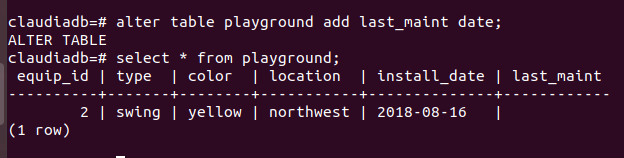 claudiadb=# alter table playground add last_maint date;
ALTER TABLE
claudiadb=# select * from playground;
 equip_id | type  | color  | location  | install_date | last_maint
----------+-------+--------+-----------+--------------+------------
        2 | swing | yellow | northwest | 2018-08-16   |
(1 row)